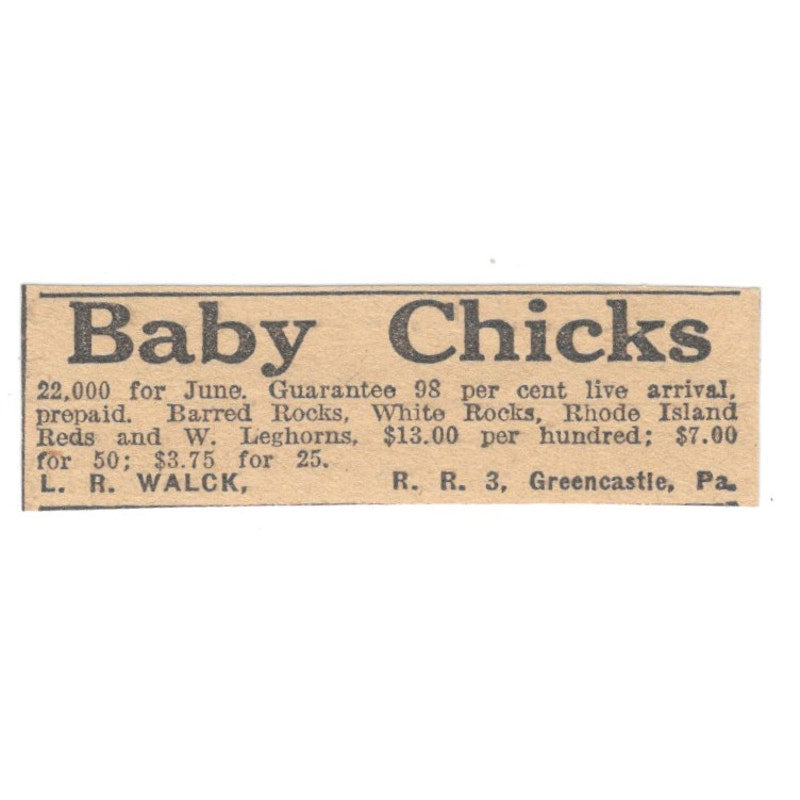 Baby Chicks
22,000 for June. Guarantee 98 per cent live arrival,
prepaid. Barred Rocks, White Rocks, Rhode Island
Reds and W. Leghorns, $13.00 per hundred; $7.00
for 50; $3.75 for 25.
L. R. WALCK, R. R. 3, Greencastle, Pa.